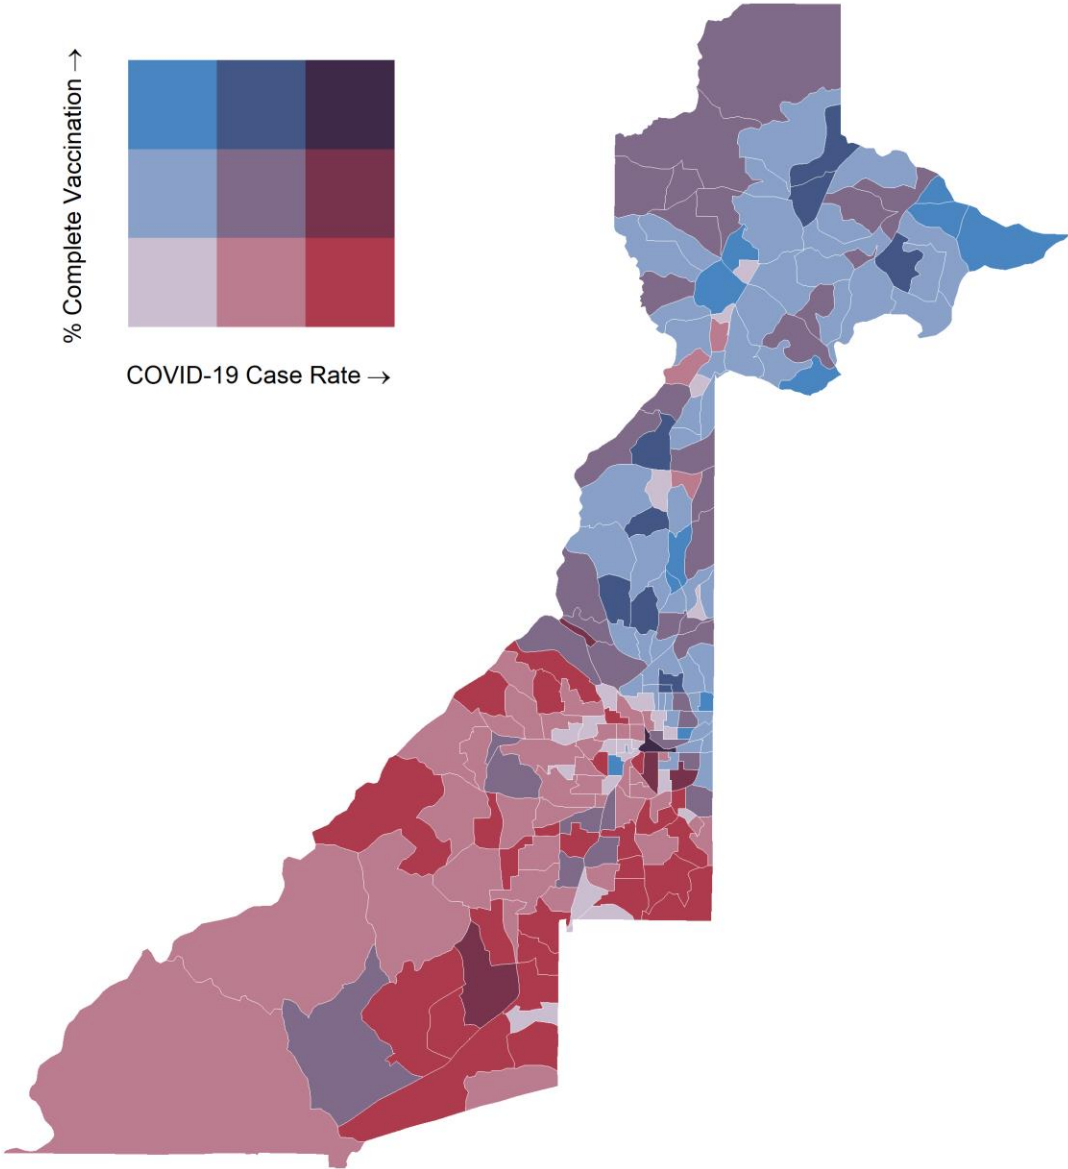 % Complete Vaccination →
COVID-19 Case Rate →